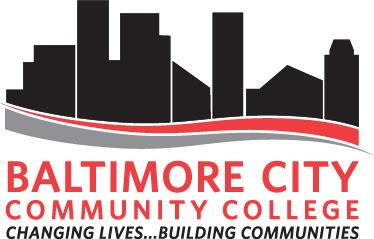 BALTIMORE CITY
COMMUNITY COLLEGE
CHANGING LIVES...BUILDING COMMUNITIES